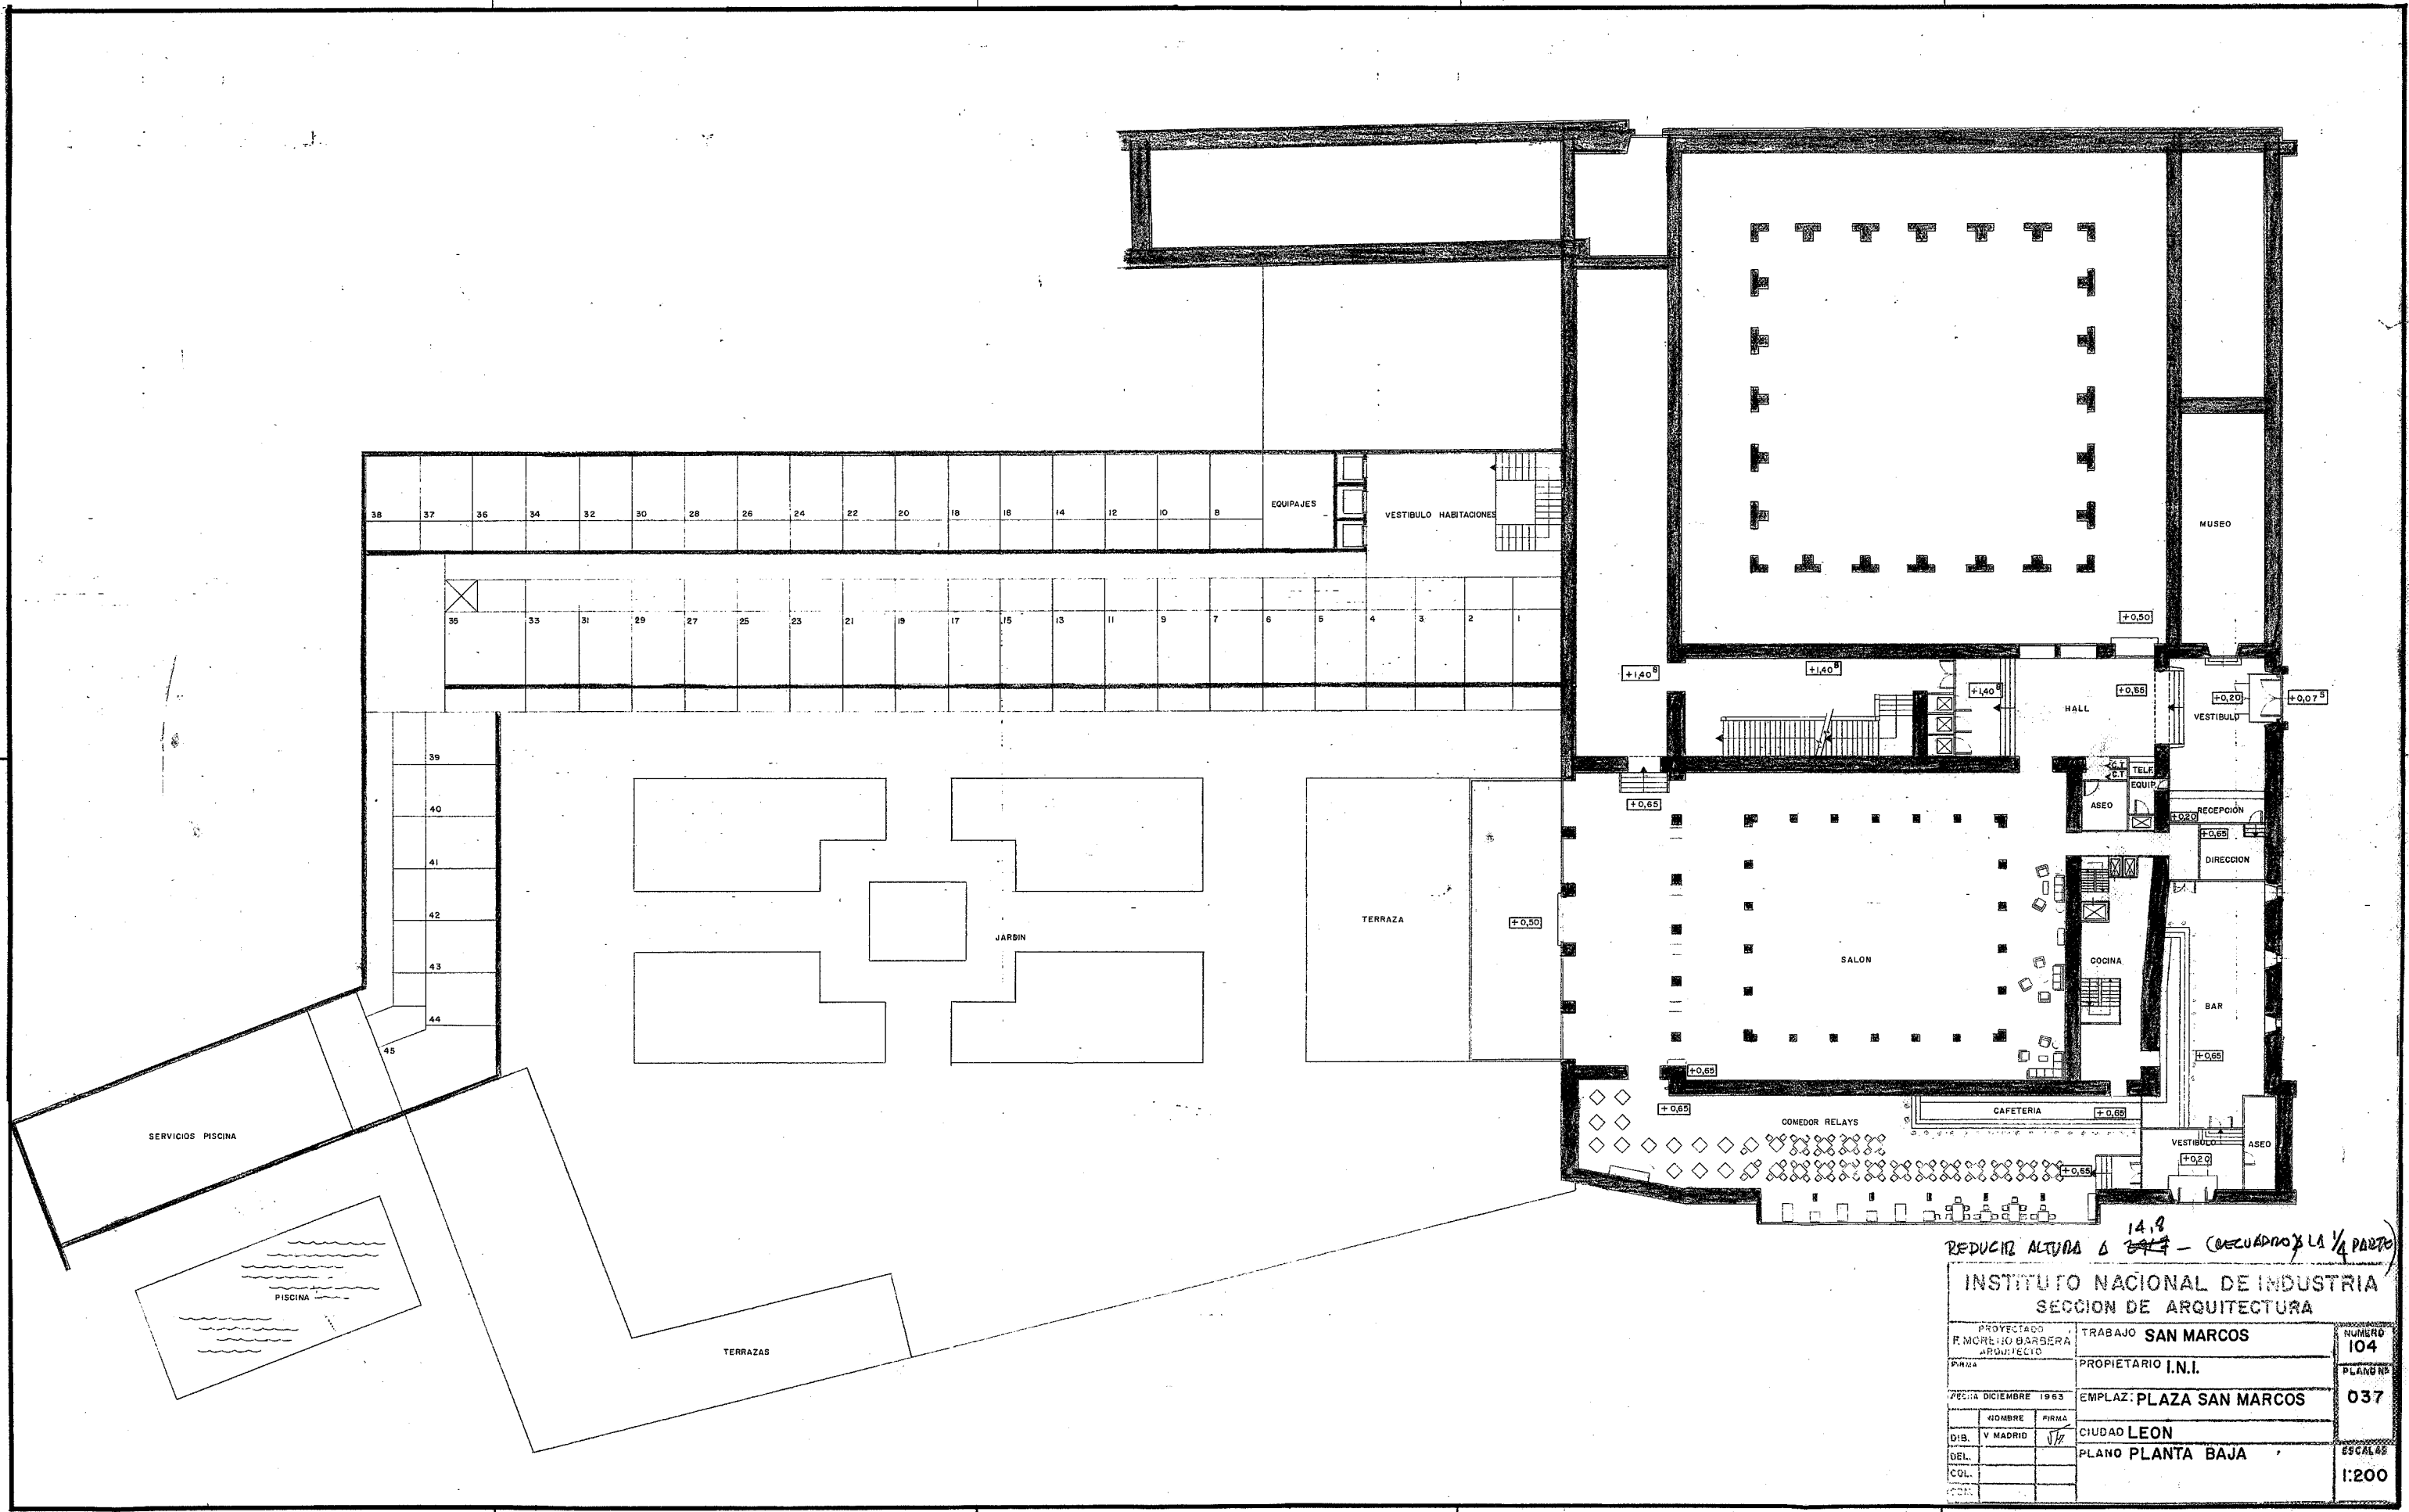 38 37 36 34 32 30 28 26 24 22 20 18 16 14 12 10 8
EQUIPAJES
VESTIBULO HABITACIONES
MUSEO
35 33 31 29 27 25 23 21 19 17 15 13 11 9 7 6 5 4 3 2 1
+0,50
+1,40⁸
+1,40⁸
+1,40⁸
+0,65
HALL
+0,20
VESTIBULO
+0,07⁵
39
40
41
42
43
44
45
C.T
C.T
TELF.
EQUIP.
ASEO
RECEPCION
+0,20
+0,65
DIRECCION
+0,65
TERRAZA
+0,50
JARDIN
SALON
COCINA
BAR
+0,65
+0,65
+0,65
CAFETERIA
+0,65
COMEDOR RELAYS
VESTIBULO
ASEO
+0,20
+0,65
SERVICIOS PISCINA
PISCINA
TERRAZAS
14,8
REDUCIR ALTURA A - (RECUADRO) LA 1/4 PARTE)
INSTITUTO NACIONAL DE INDUSTRIA
SECCION DE ARQUITECTURA
PROYECTADO
F. MORENO BARBERA
ARQUITECTO
TRABAJO SAN MARCOS
NUMERO
104
FIRMA
PROPIETARIO I.N.I.
PLANO Nº
037
FECHA DICIEMBRE 1963
EMPLAZ: PLAZA SAN MARCOS
NOMBRE FIRMA
DIB. V MADRID
CIUDAD LEON
DEL.
PLANO PLANTA BAJA
ESCALAS
1:200
COL.